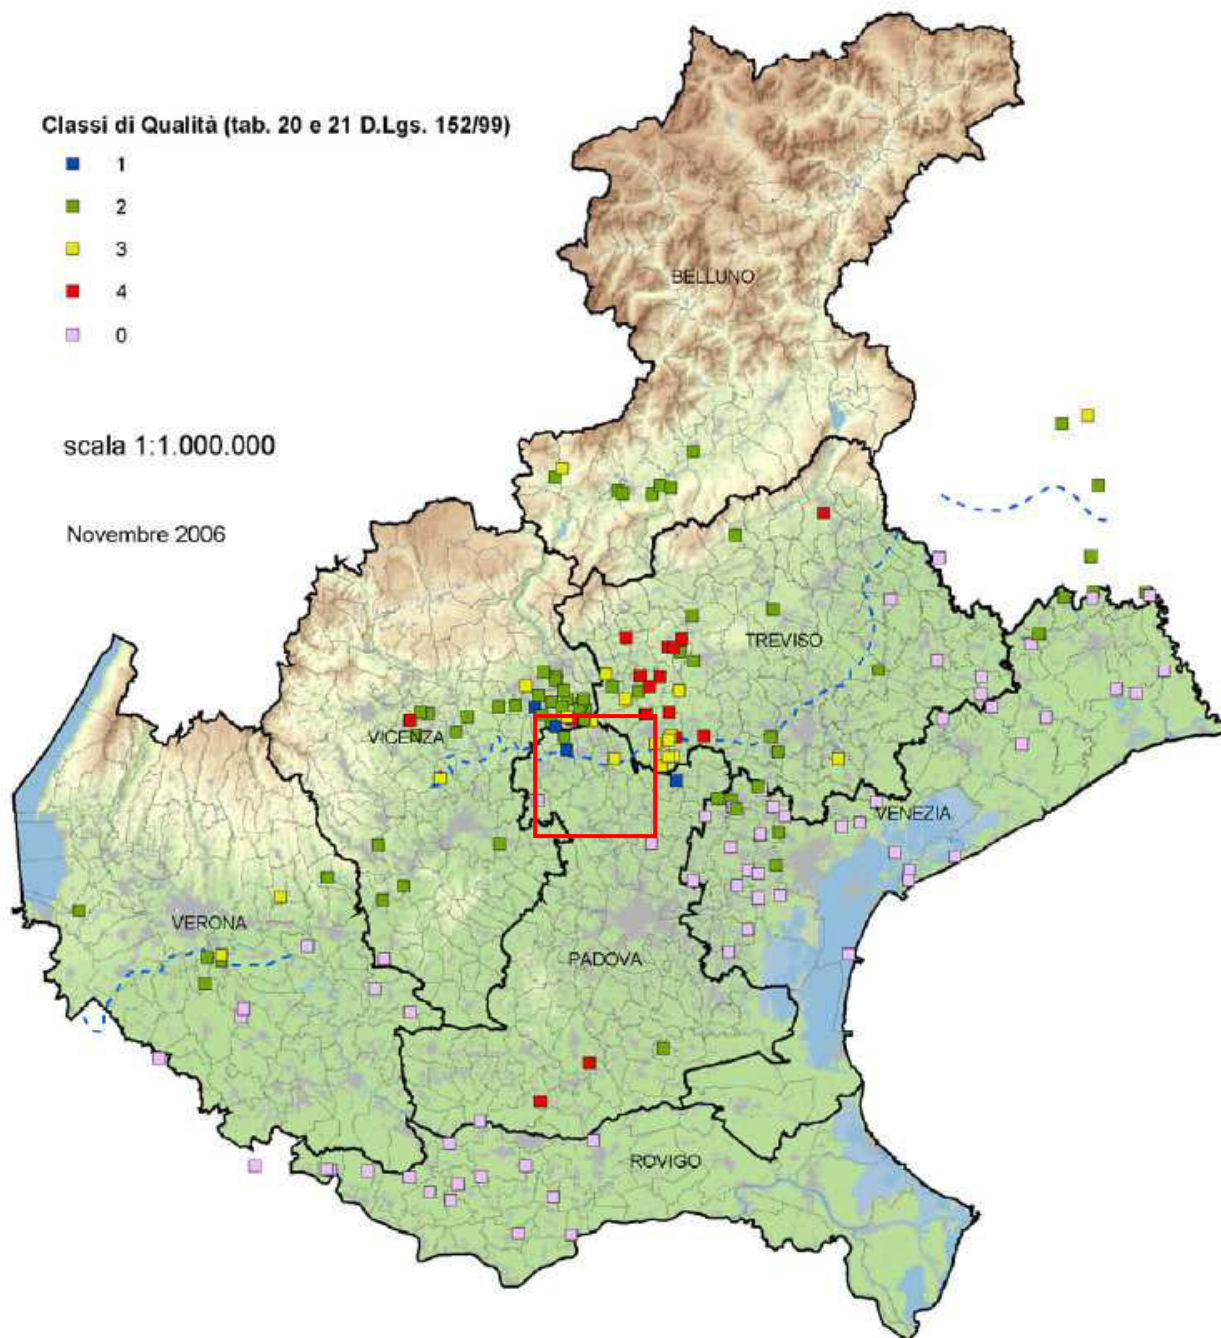 Classi di Qualità (tab. 20 e 21 D.Lgs. 152/99)
1
2
3
4
0
scala 1:1.000.000
Novembre 2006
BELLUNO
TREVISO
VICENZA
VENEZIA
VERONA
PADOVA
ROVIGO